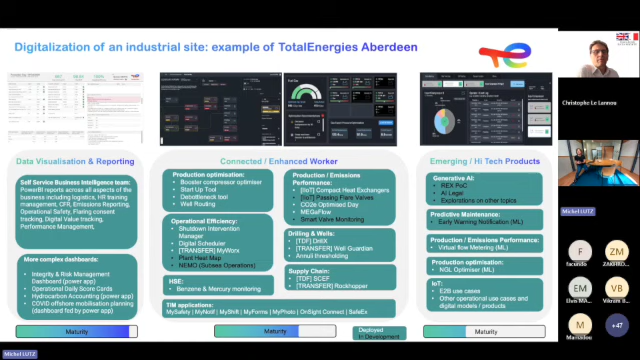 Digitalization of an industrial site: example of TotalEnergies Aberdeen
Data Visualisation & Reporting
Self Service Business Intelligence team:
PowerBI reports across all aspects of the
business including logistics, HR training
management, CFR, Emissions Reporting,
Operational Safety, Flaring consent
tracking, Digital Value tracking,
Performance Management,
More complex dashboards:
Integrity & Risk Management
Dashboard (power app)
Operational Daily Score Cards
Hydrocarbon Accounting (power app)
COVID offshore mobilisation planning
(dashboard fed by power app)
Maturity
Connected / Enhanced Worker
Production optimisation:
Booster compressor optimiser
Start Up Tool
Debottleneck tool
Well Routing
Operational Efficiency:
Shutdown Intervention
Manager
Digital Scheduler
[TRANSFER] MyWorx
Plant Heat Map
NEMO (Subsea Operations)
HSE:
Benzene & Mercury monitoring
Production / Emissions
Performance:
[IIoT] Compact Heat Exchangers
[IIoT] Passing Flare Valves
CO2e Optimised Day
MEGaFlow
Smart Valve Monitoring
Drilling & Wells:
[TDF] DrillX
[TRANSFER] Well Guardian
Annuli thresholding
Supply Chain:
[TDF] SCEF
[TRANSFER] Rockhopper
TIM applications
MySafety | MyNotif | MyShift | MyForms | MyPhoto | OnSight Connect | SafeEx
Maturity
Deployed
In Development
Emerging / Hi Tech Products
Generative AI:
REX PoC
AI Legal
Explorations on other topics
Predictive Maintenance:
Early Warning Notification (ML)
Production / Emissions Performance:
Virtual flow Metering (ML)
Production optimisation:
NGL Optimiser (ML)
IoT:
E2B use cases
Other operational use cases and
digital models / products
Maturity
Christophe Le Lannou
Michel LUTZ
F
facundo
ZM
EM
VB
M
Mamadou
+47
Michel LUTZ